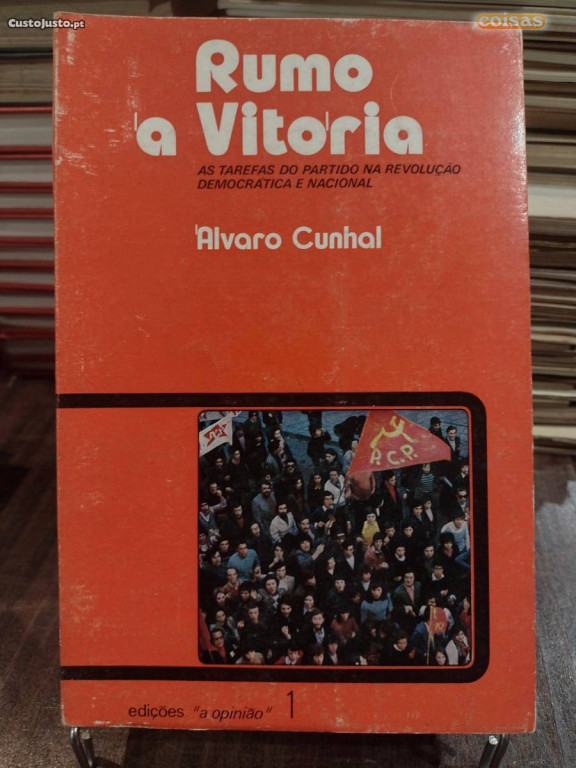 CustoJusto.pt
coisas
Rumo
à Vitória
AS TAREFAS DO PARTIDO NA REVOLUÇÃO
DEMOCRÁTICA E NACIONAL
Álvaro Cunhal
P.C.P.
edições "a opinião" 1